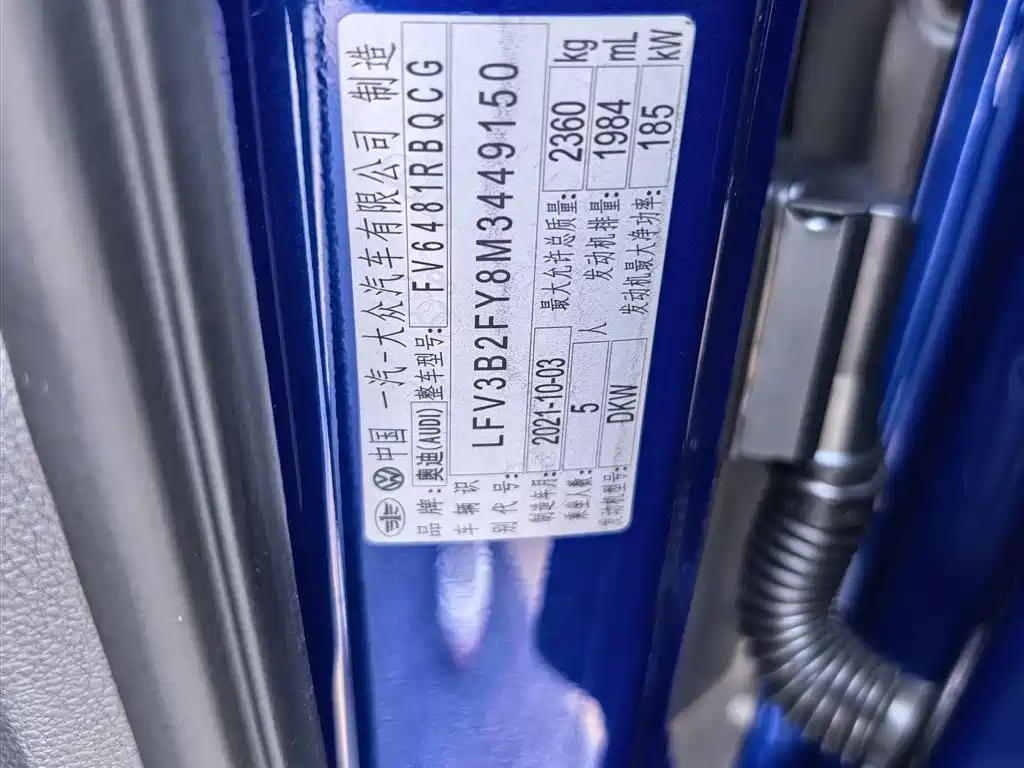 中国 一汽-大众汽车有限公司 制造
品牌: 奥迪(AUDI) 整车型号: FV6481RBQCG
车辆识
别代号: LFV3B2FY8M3449150
制造年月: 2021-10-03 最大允许总质量: 2360 kg
乘坐人数: 5 人 发动机排量: 1984 mL
发动机型号: DKW 发动机最大净功率: 185 kW